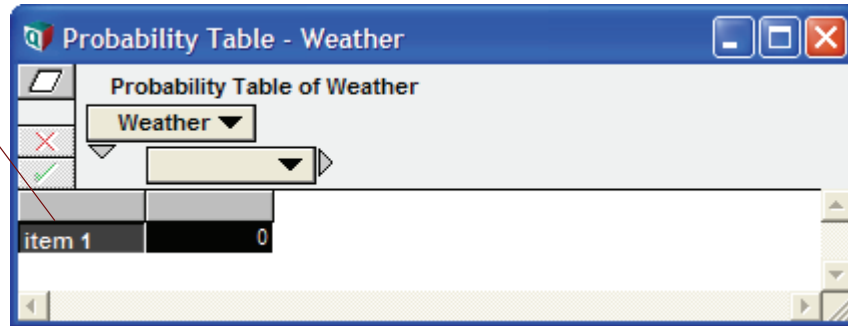 Probability Table - Weather
Probability Table of Weather
Weather
item 1 0